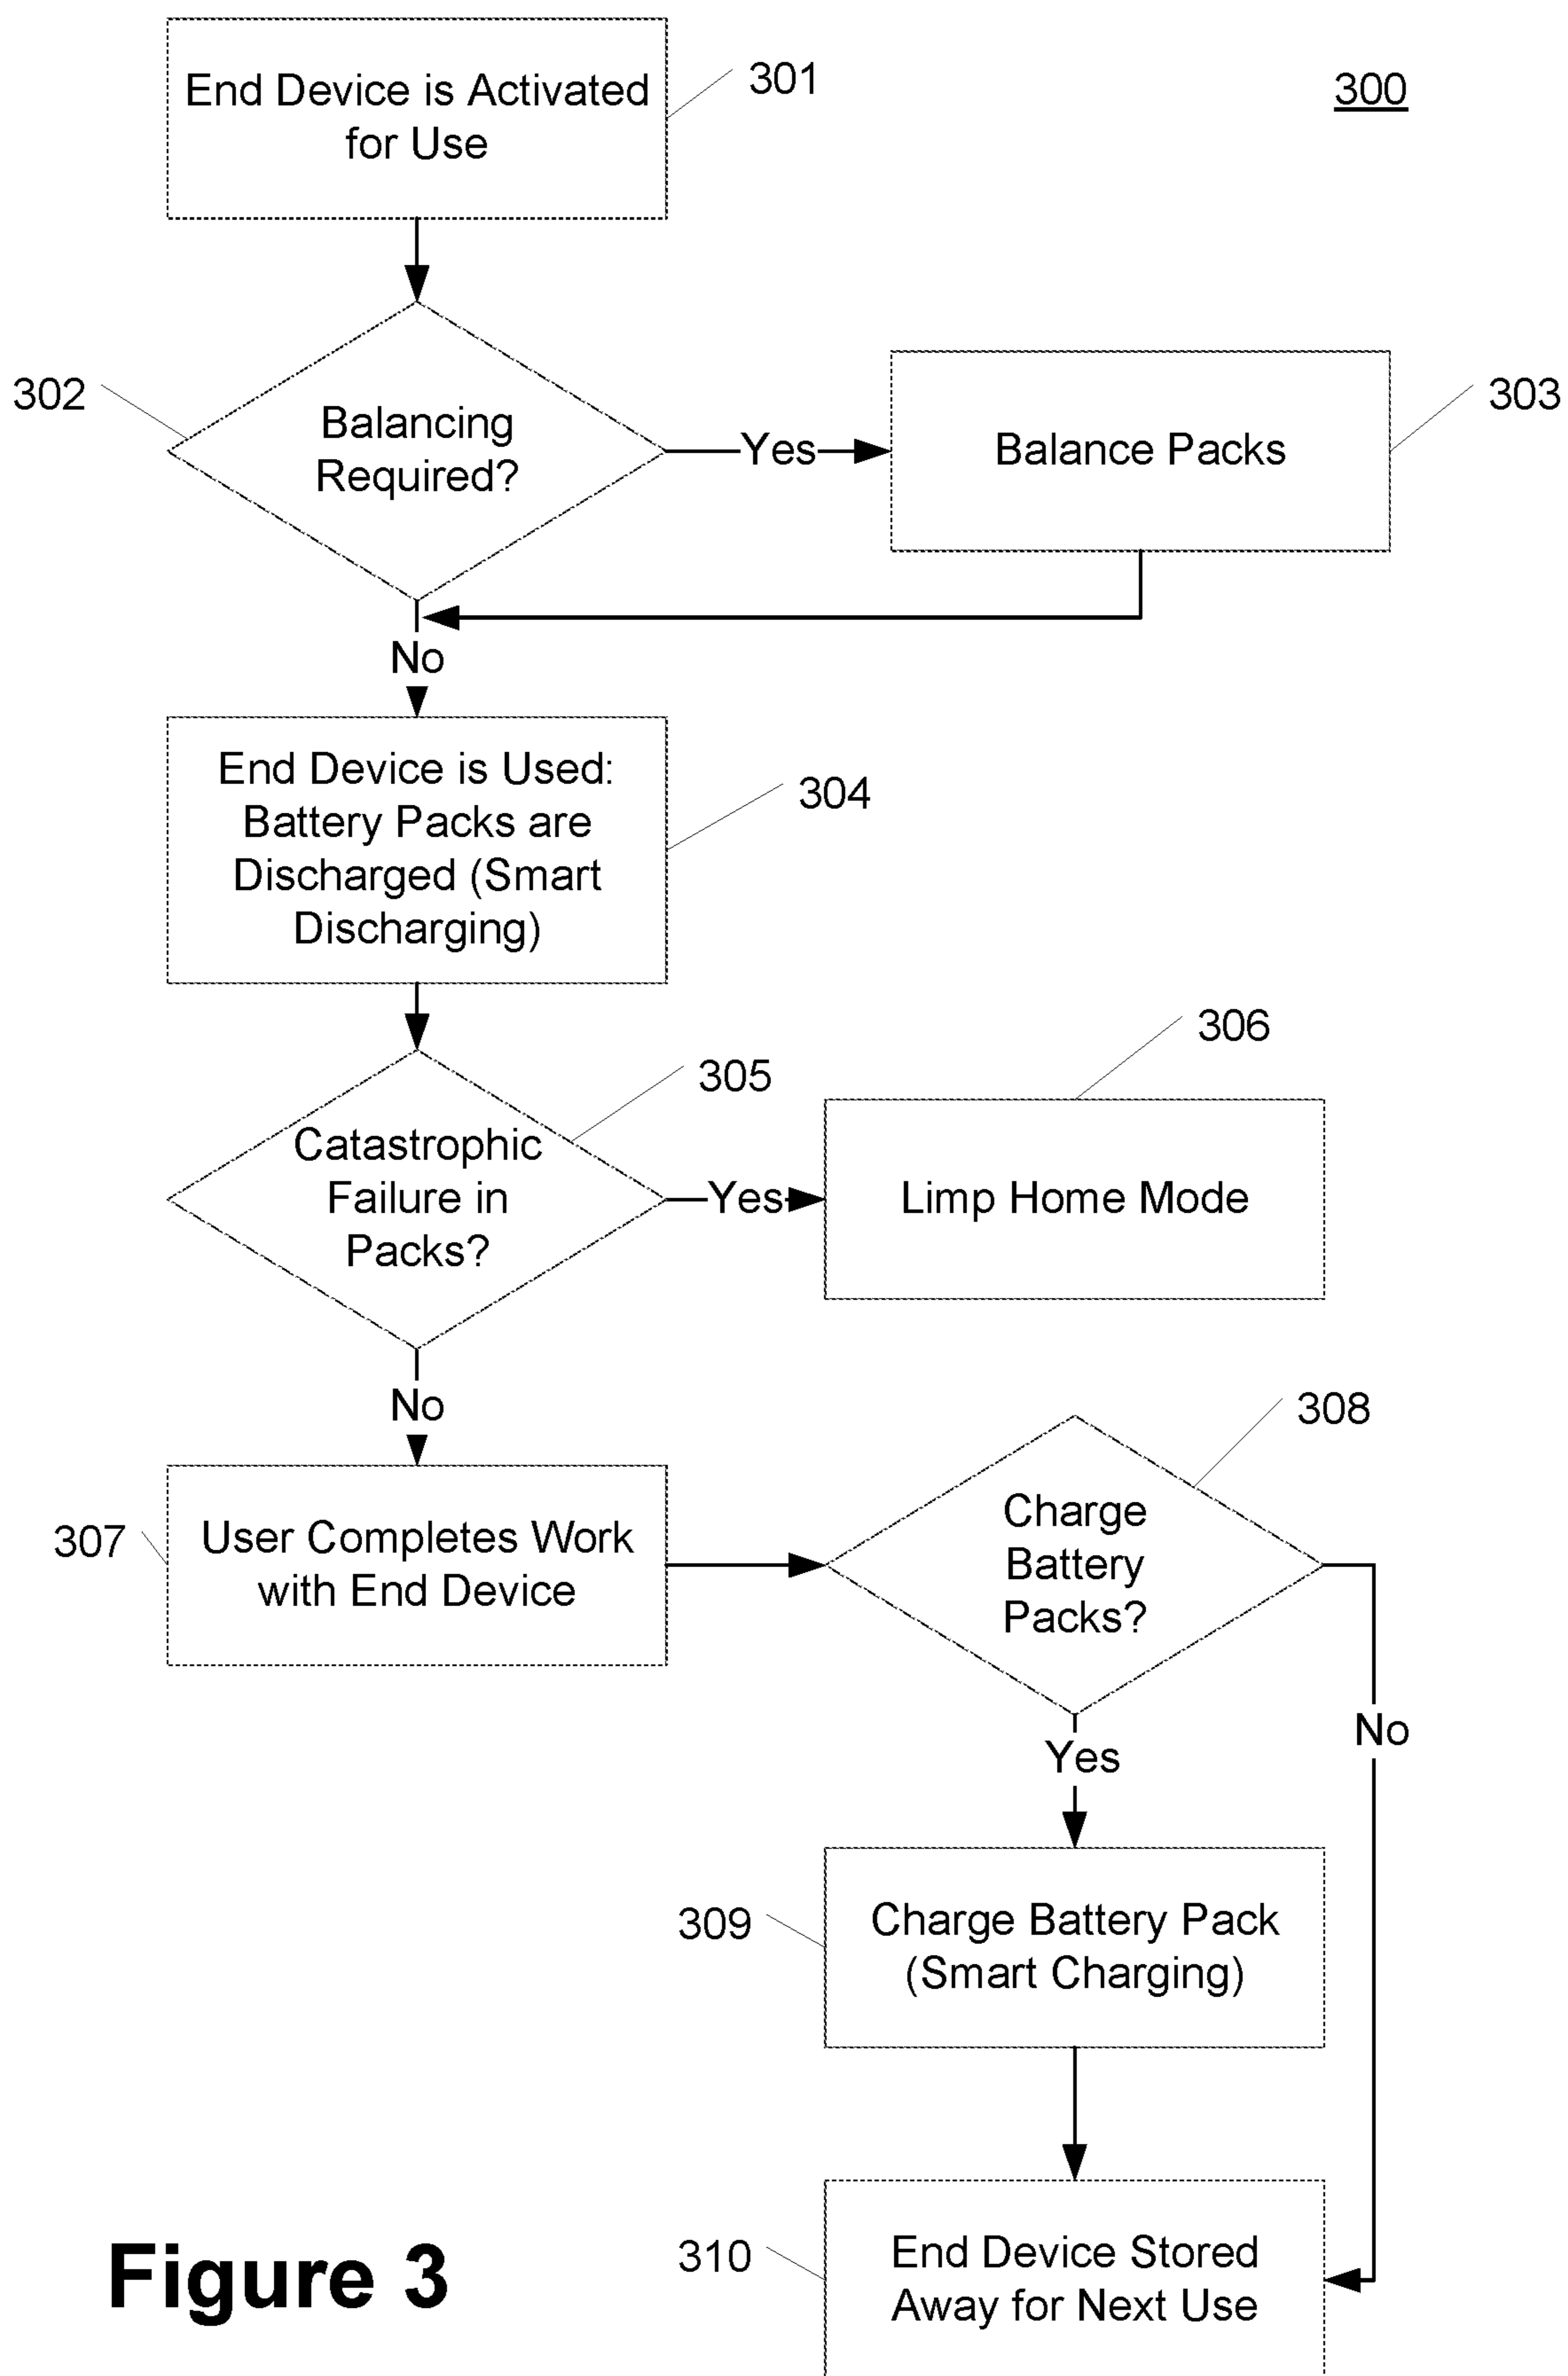 End Device is Activated
for Use
301
300
302
Balancing
Required?
Yes
Balance Packs
303
No
End Device is Used:
Battery Packs are
Discharged (Smart
Discharging)
304
305
306
Catastrophic
Failure in
Packs?
Yes
Limp Home Mode
No
307
User Completes Work
with End Device
308
Charge
Battery
Packs?
No
Yes
309
Charge Battery Pack
(Smart Charging)
310
End Device Stored
Away for Next Use
Figure 3